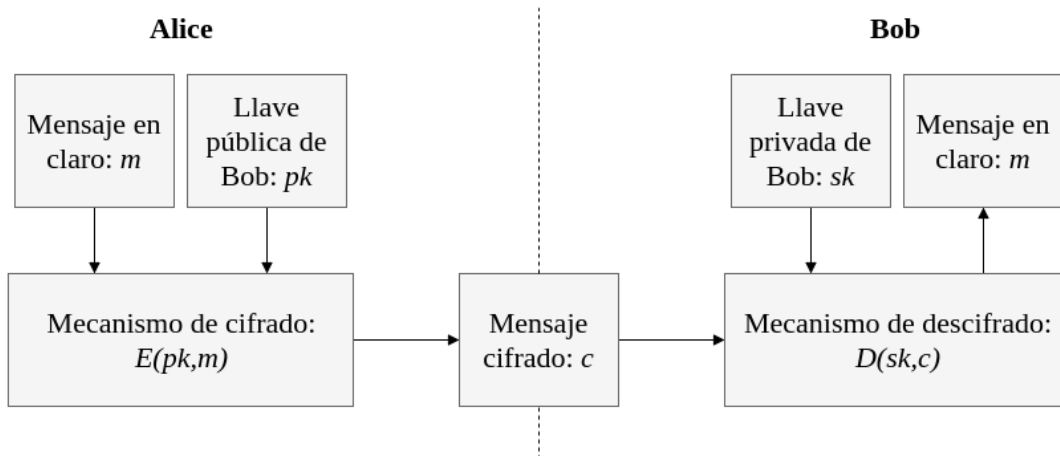 Alice
Bob
Mensaje en
claro: m
Llave
pública de
Bob: pk
Llave
privada de
Bob: sk
Mensaje en
claro: m
Mecanismo de cifrado:
E(pk,m)
Mensaje
cifrado: c
Mecanismo de descifrado:
D(sk,c)